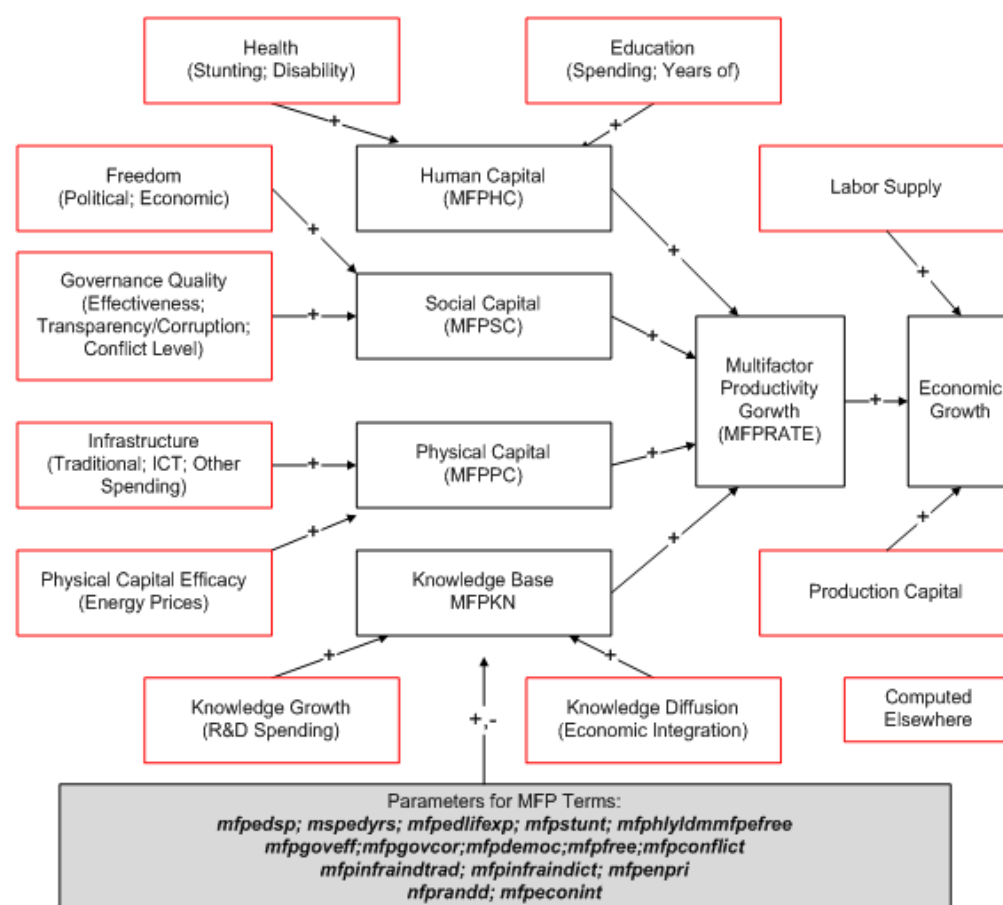 Health
(Stunting; Disability)
Education
(Spending; Years of)
+
+
Freedom
(Political; Economic)
Human Capital
(MFPHC)
Labor Supply
+
+
+
Governance Quality
(Effectiveness;
Transparency/Corruption;
Conflict Level)
+
Social Capital
(MFPSC)
+
Multifactor
Productivity
Gorwth
(MFPRATE)
+
Economic
Growth
Infrastructure
(Traditional; ICT; Other
Spending)
+
Physical Capital
(MFPPC)
+
+
+
+
Physical Capital Efficacy
(Energy Prices)
Knowledge Base
MFPKN
Production Capital
+
+
Knowledge Growth
(R&D Spending)
+,-
Knowledge Diffusion
(Economic Integration)
Computed
Elsewhere
Parameters for MFP Terms:
mfpedsp; mspedyrs; mfpedlifexp; mfpstunt; mfphlyldmmfpefree
mfpgoveff;mfpgovcor;mfpdemoc;mfpfree;mfpconflict
mfpinfraindtrad; mfpinfraindict; mfpenpri
nfprandd; mfpeconint